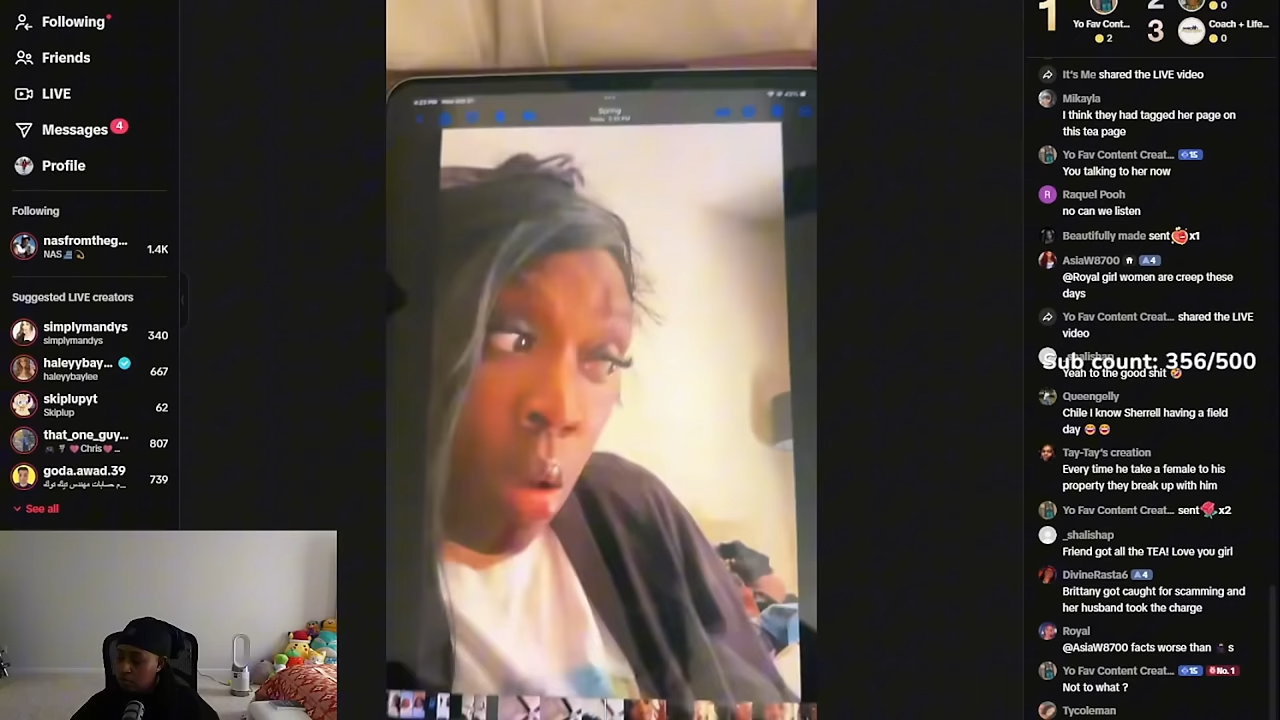 Following
Friends
LIVE
Messages 4
Profile
Following
nasfromtheg...
NAS
1.4K
Suggested LIVE creators
simplymandys
simplymandys
340
haleyybay...
haleyybaylee
667
skiplupyt
Skiplup
62
that_one_guy...
Chris
807
goda.awad.39
739
See all
1
Yo Fav Cont...
2
2
0
3
Coach + Life...
0
It's Me shared the LIVE video
Mikayla
I think they had tagged her page on
this tea page
Yo Fav Content Creat... 15
You talking to her now
Raquel Pooh
R
no can we listen
Beautifully made sent x1
AsiaW8700 4
@Royal girl women are creep these
days
Yo Fav Content Creat... shared the LIVE
video
_shalishap
Sub count: 356/500
Yeah to the good shit 🤣
Queengelly
Chile I know Sherrell having a field
day 😂 😂
Tay-Tay's creation
Every time he take a female to his
property they break up with him
Yo Fav Content Creat... sent x2
_shalishap
Friend got all the TEA! Love you girl
DivineRasta6 4
Brittany got caught for scamming and
her husband took the charge
Royal
@AsiaW8700 facts worse than s
Yo Fav Content Creat... 15 No. 1
Not to what ?
Tycoleman